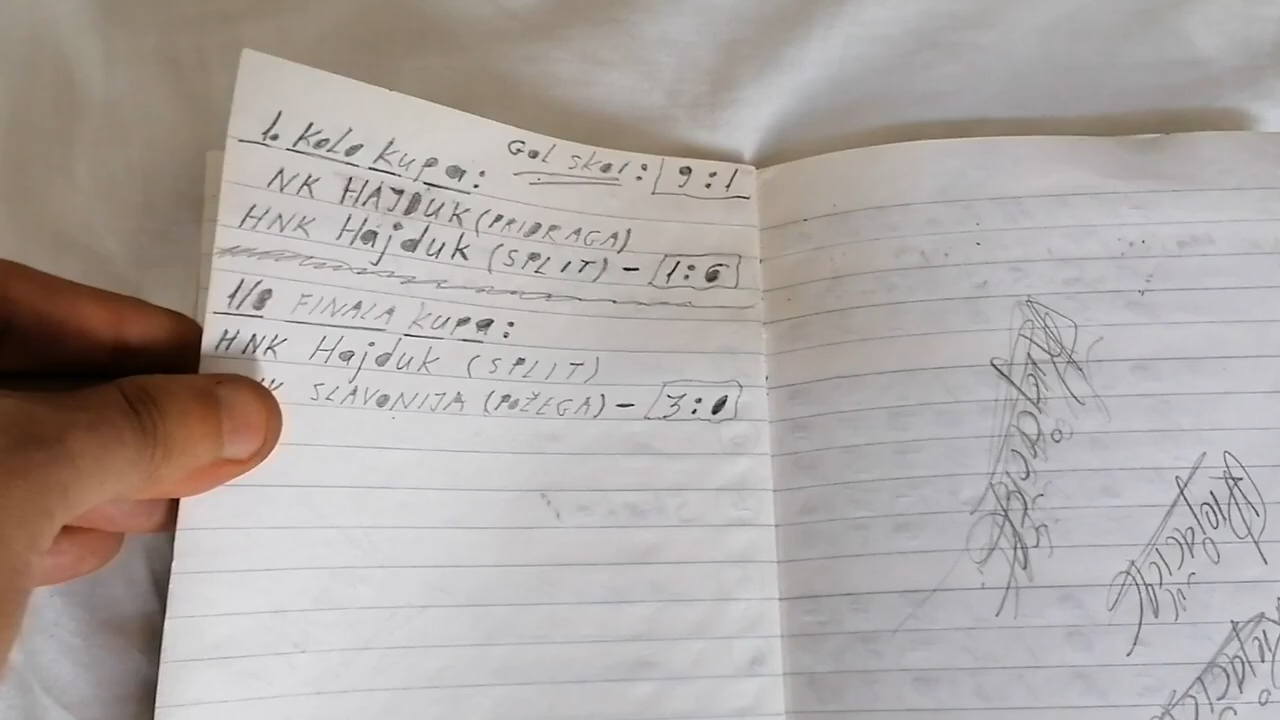 1. Kolo Kupa: Gol skor: 9:1
NK HAJDUK (PRIDRAGA)
HNK Hajduk (SPLIT) - 1:6
1/8 FINALA Kupa:
HNK Hajduk (SPLIT)
SLAVONIJA (POŽEGA) - 3:0